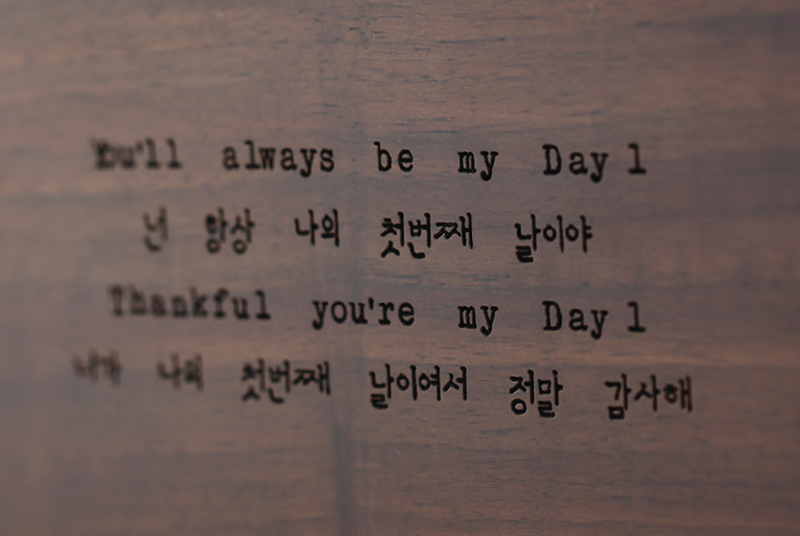 You'll always be my Day 1
넌 항상 나의 첫번째 날이야
Thankful you're my Day 1
네가 나의 첫번째 날이여서 정말 감사해